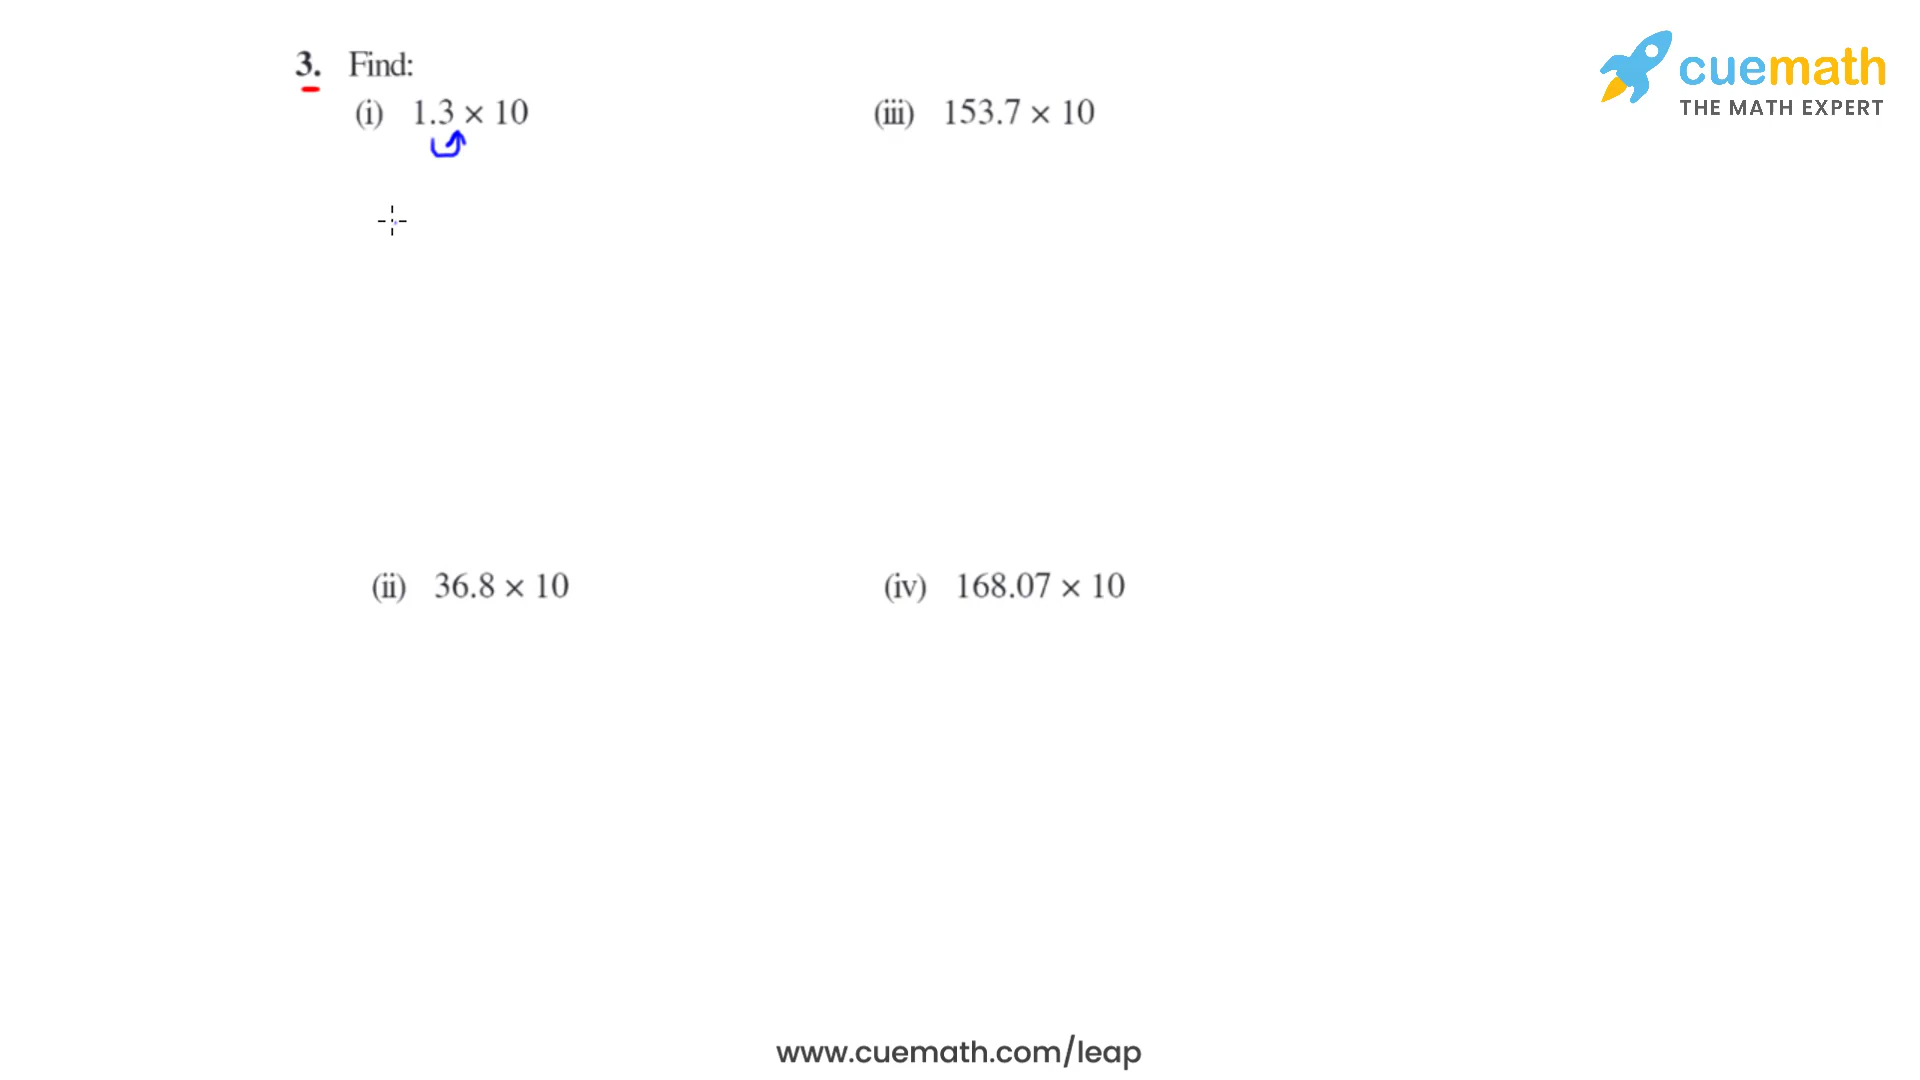 3. Find:
(i) 1.3 × 10
(iii) 153.7 × 10
(ii) 36.8 × 10
(iv) 168.07 × 10
cuemath
THE MATH EXPERT
www.cuemath.com/leap